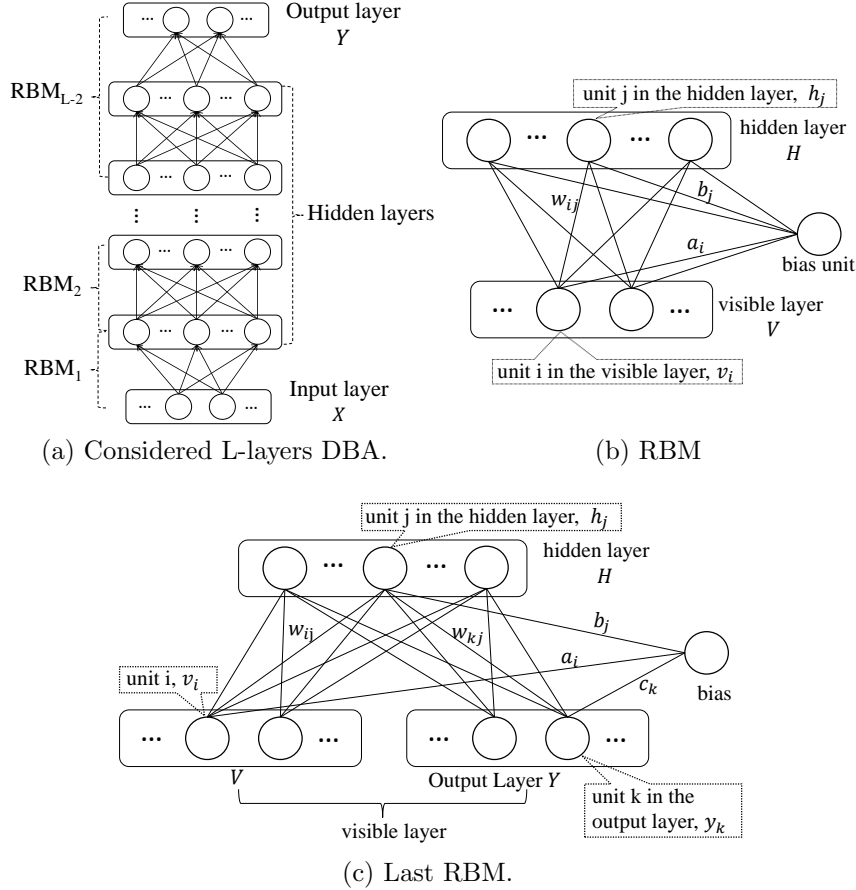 Output layer
Y
RBM_{L-2}
Hidden layers
RBM_2
RBM_1
Input layer
X
(a) Considered L-layers DBA.
unit j in the hidden layer, h_j
hidden layer
H
w_{ij}
b_j
a_i
bias unit
visible layer
V
unit i in the visible layer, v_i
(b) RBM
unit j in the hidden layer, h_j
hidden layer
H
w_{ij}
w_{kj}
b_j
a_i
c_k
unit i, v_i
bias
V
Output Layer Y
unit k in the
output layer, y_k
visible layer
(c) Last RBM.